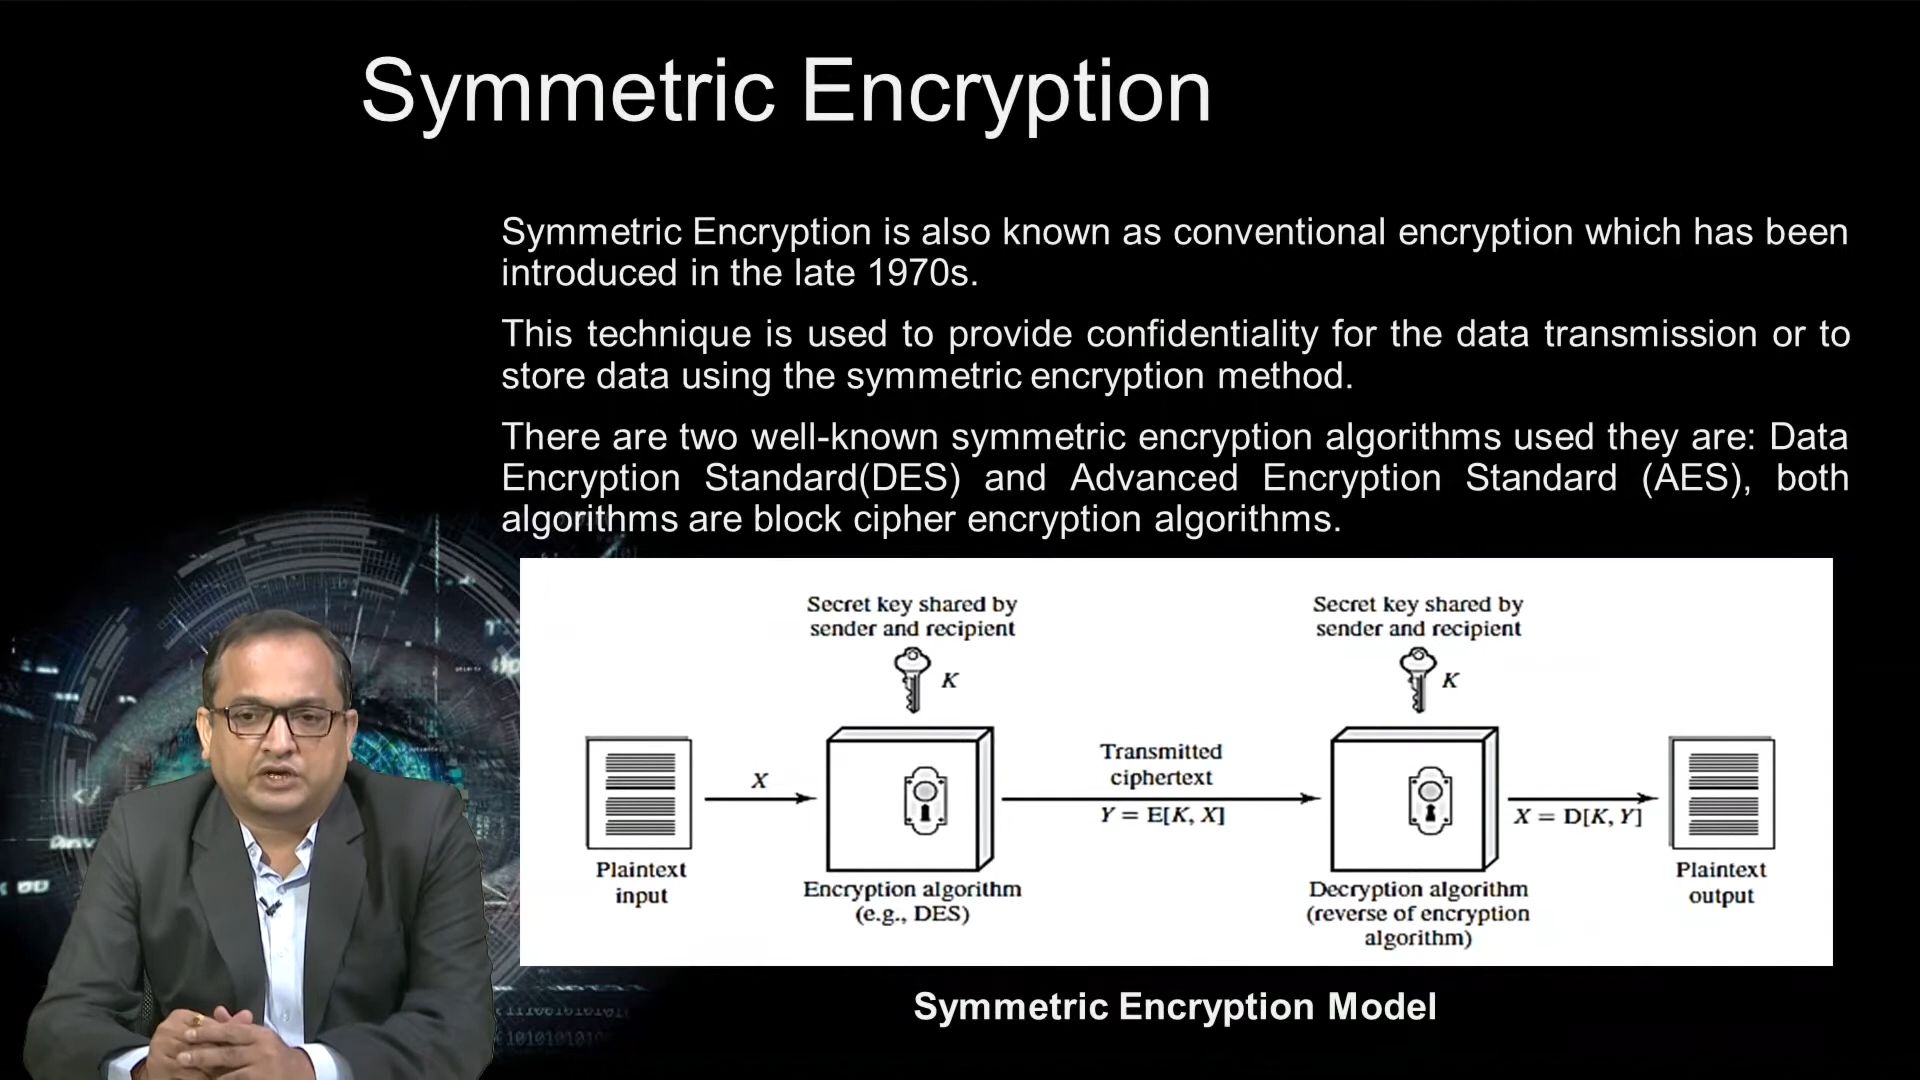 Symmetric Encryption
Symmetric Encryption is also known as conventional encryption which has been
introduced in the late 1970s.
This technique is used to provide confidentiality for the data transmission or to
store data using the symmetric encryption method.
There are two well-known symmetric encryption algorithms used they are: Data
Encryption Standard(DES) and Advanced Encryption Standard (AES), both
algorithms are block cipher encryption algorithms.
Secret key shared by
sender and recipient
K
Secret key shared by
sender and recipient
K
X
Transmitted
ciphertext
Y = E[K, X]
X = D[K, Y]
Plaintext
input
Encryption algorithm
(e.g., DES)
Decryption algorithm
(reverse of encryption
algorithm)
Plaintext
output
Symmetric Encryption Model